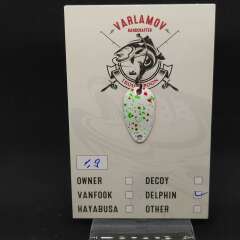 VARLAMOV
HANDCRAFTED
1,9
OWNER
DECOY
VANFOOK
DELPHIN
HAYABUSA
OTHER